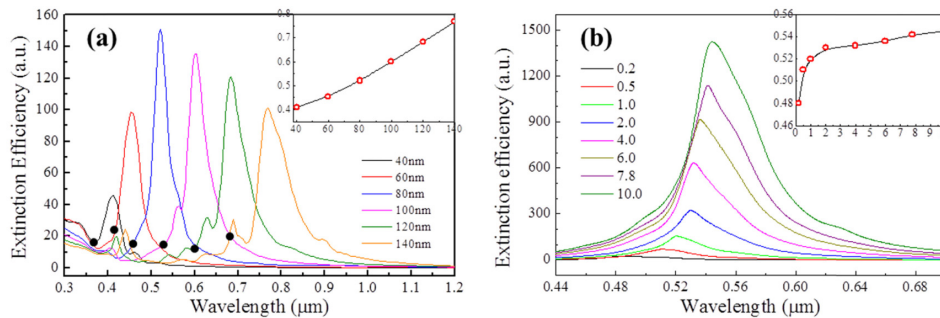 (a)
Extinction Efficiency (a.u.)
160
140
120
100
80
60
40
20
0
0.3 0.4 0.5 0.6 0.7 0.8 0.9 1.0 1.1 1.2
Wavelength (μm)
0.8
0.7
0.6
0.5
0.4
40 60 80 100 120 140
40nm
60nm
80nm
100nm
120nm
140nm
(b)
Extinction efficiency (a.u.)
1500
1200
900
600
300
0
0.44 0.48 0.52 0.56 0.60 0.64 0.68
Wavelength (μm)
0.2
0.5
1.0
2.0
4.0
6.0
7.8
10.0
0.54
0.52
0.50
0.48
0.46
0 1 2 3 4 5 6 7 8 9